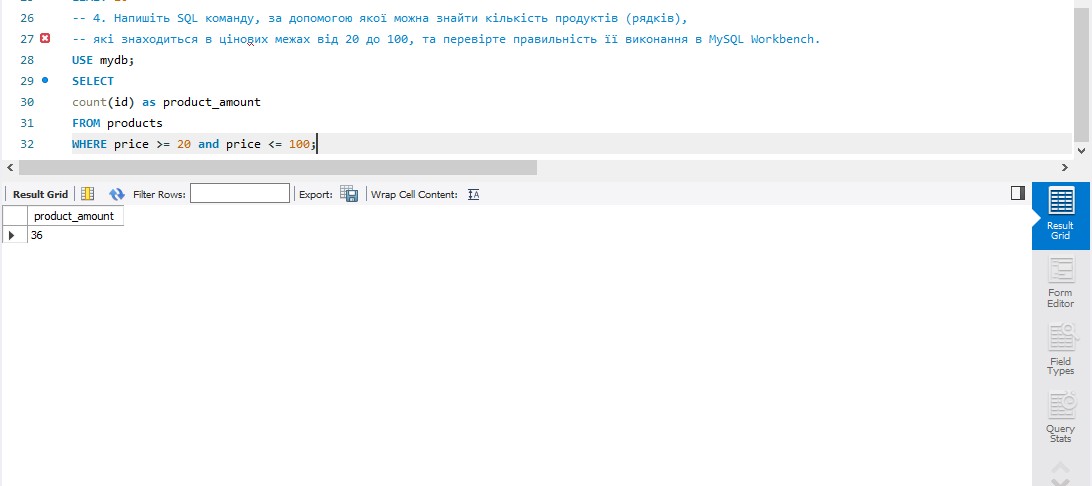 26 -- 4. Напишіть SQL команду, за допомогою якої можна знайти кількість продуктів (рядків),
27 -- які знаходиться в цінових межах від 20 до 100, та перевірте правильність її виконання в MySQL Workbench.
28 USE mydb;
29 SELECT
30 count(id) as product_amount
31 FROM products
32 WHERE price >= 20 and price <= 100;
Result Grid Filter Rows: Export: Wrap Cell Content:
product_amount
36
Result
Grid
Form
Editor
Field
Types
Query
Stats